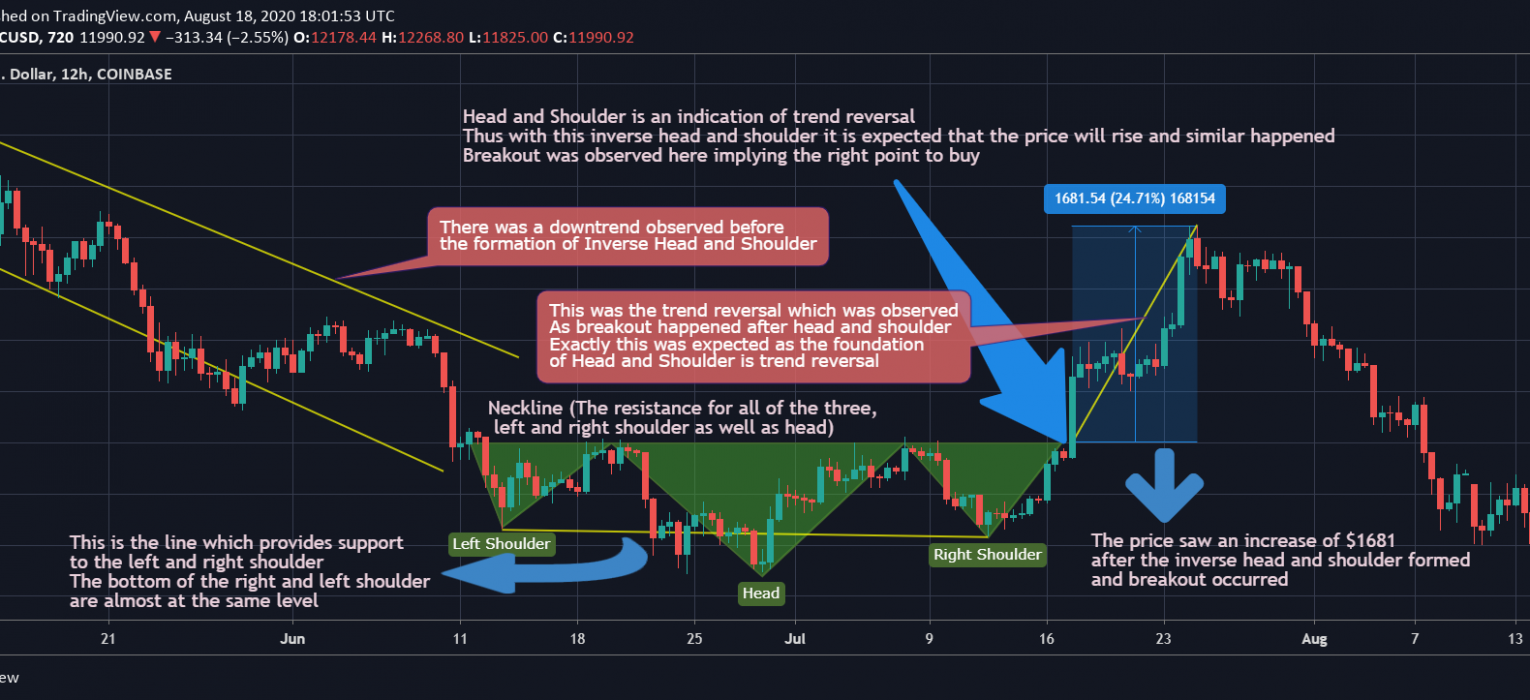 hed on TradingView.com, August 18, 2020 18:01:53 UTC
CUSD, 720 11990.92 ▼ −313.34 (−2.55%) O:12178.44 H:12268.80 L:11825.00 C:11990.92
. Dollar, 12h, COINBASE
Head and Shoulder is an indication of trend reversal
Thus with this inverse head and shoulder it is expected that the price will rise and similar happened
Breakout was observed here implying the right point to buy
1681.54 (24.71%) 168154
There was a downtrend observed before
the formation of Inverse Head and Shoulder
This was the trend reversal which was observed
As breakout happened after head and shoulder
Exactly this was expected as the foundation
of Head and Shoulder is trend reversal
Neckline (The resistance for all of the three,
left and right shoulder as well as head)
Left Shoulder
Right Shoulder
Head
This is the line which provides support
to the left and right shoulder
The bottom of the right and left shoulder
are almost at the same level
The price saw an increase of $1681
after the inverse head and shoulder formed
and breakout occurred
21 Jun 11 18 25 Jul 9 16 23 Aug 7 13
ew